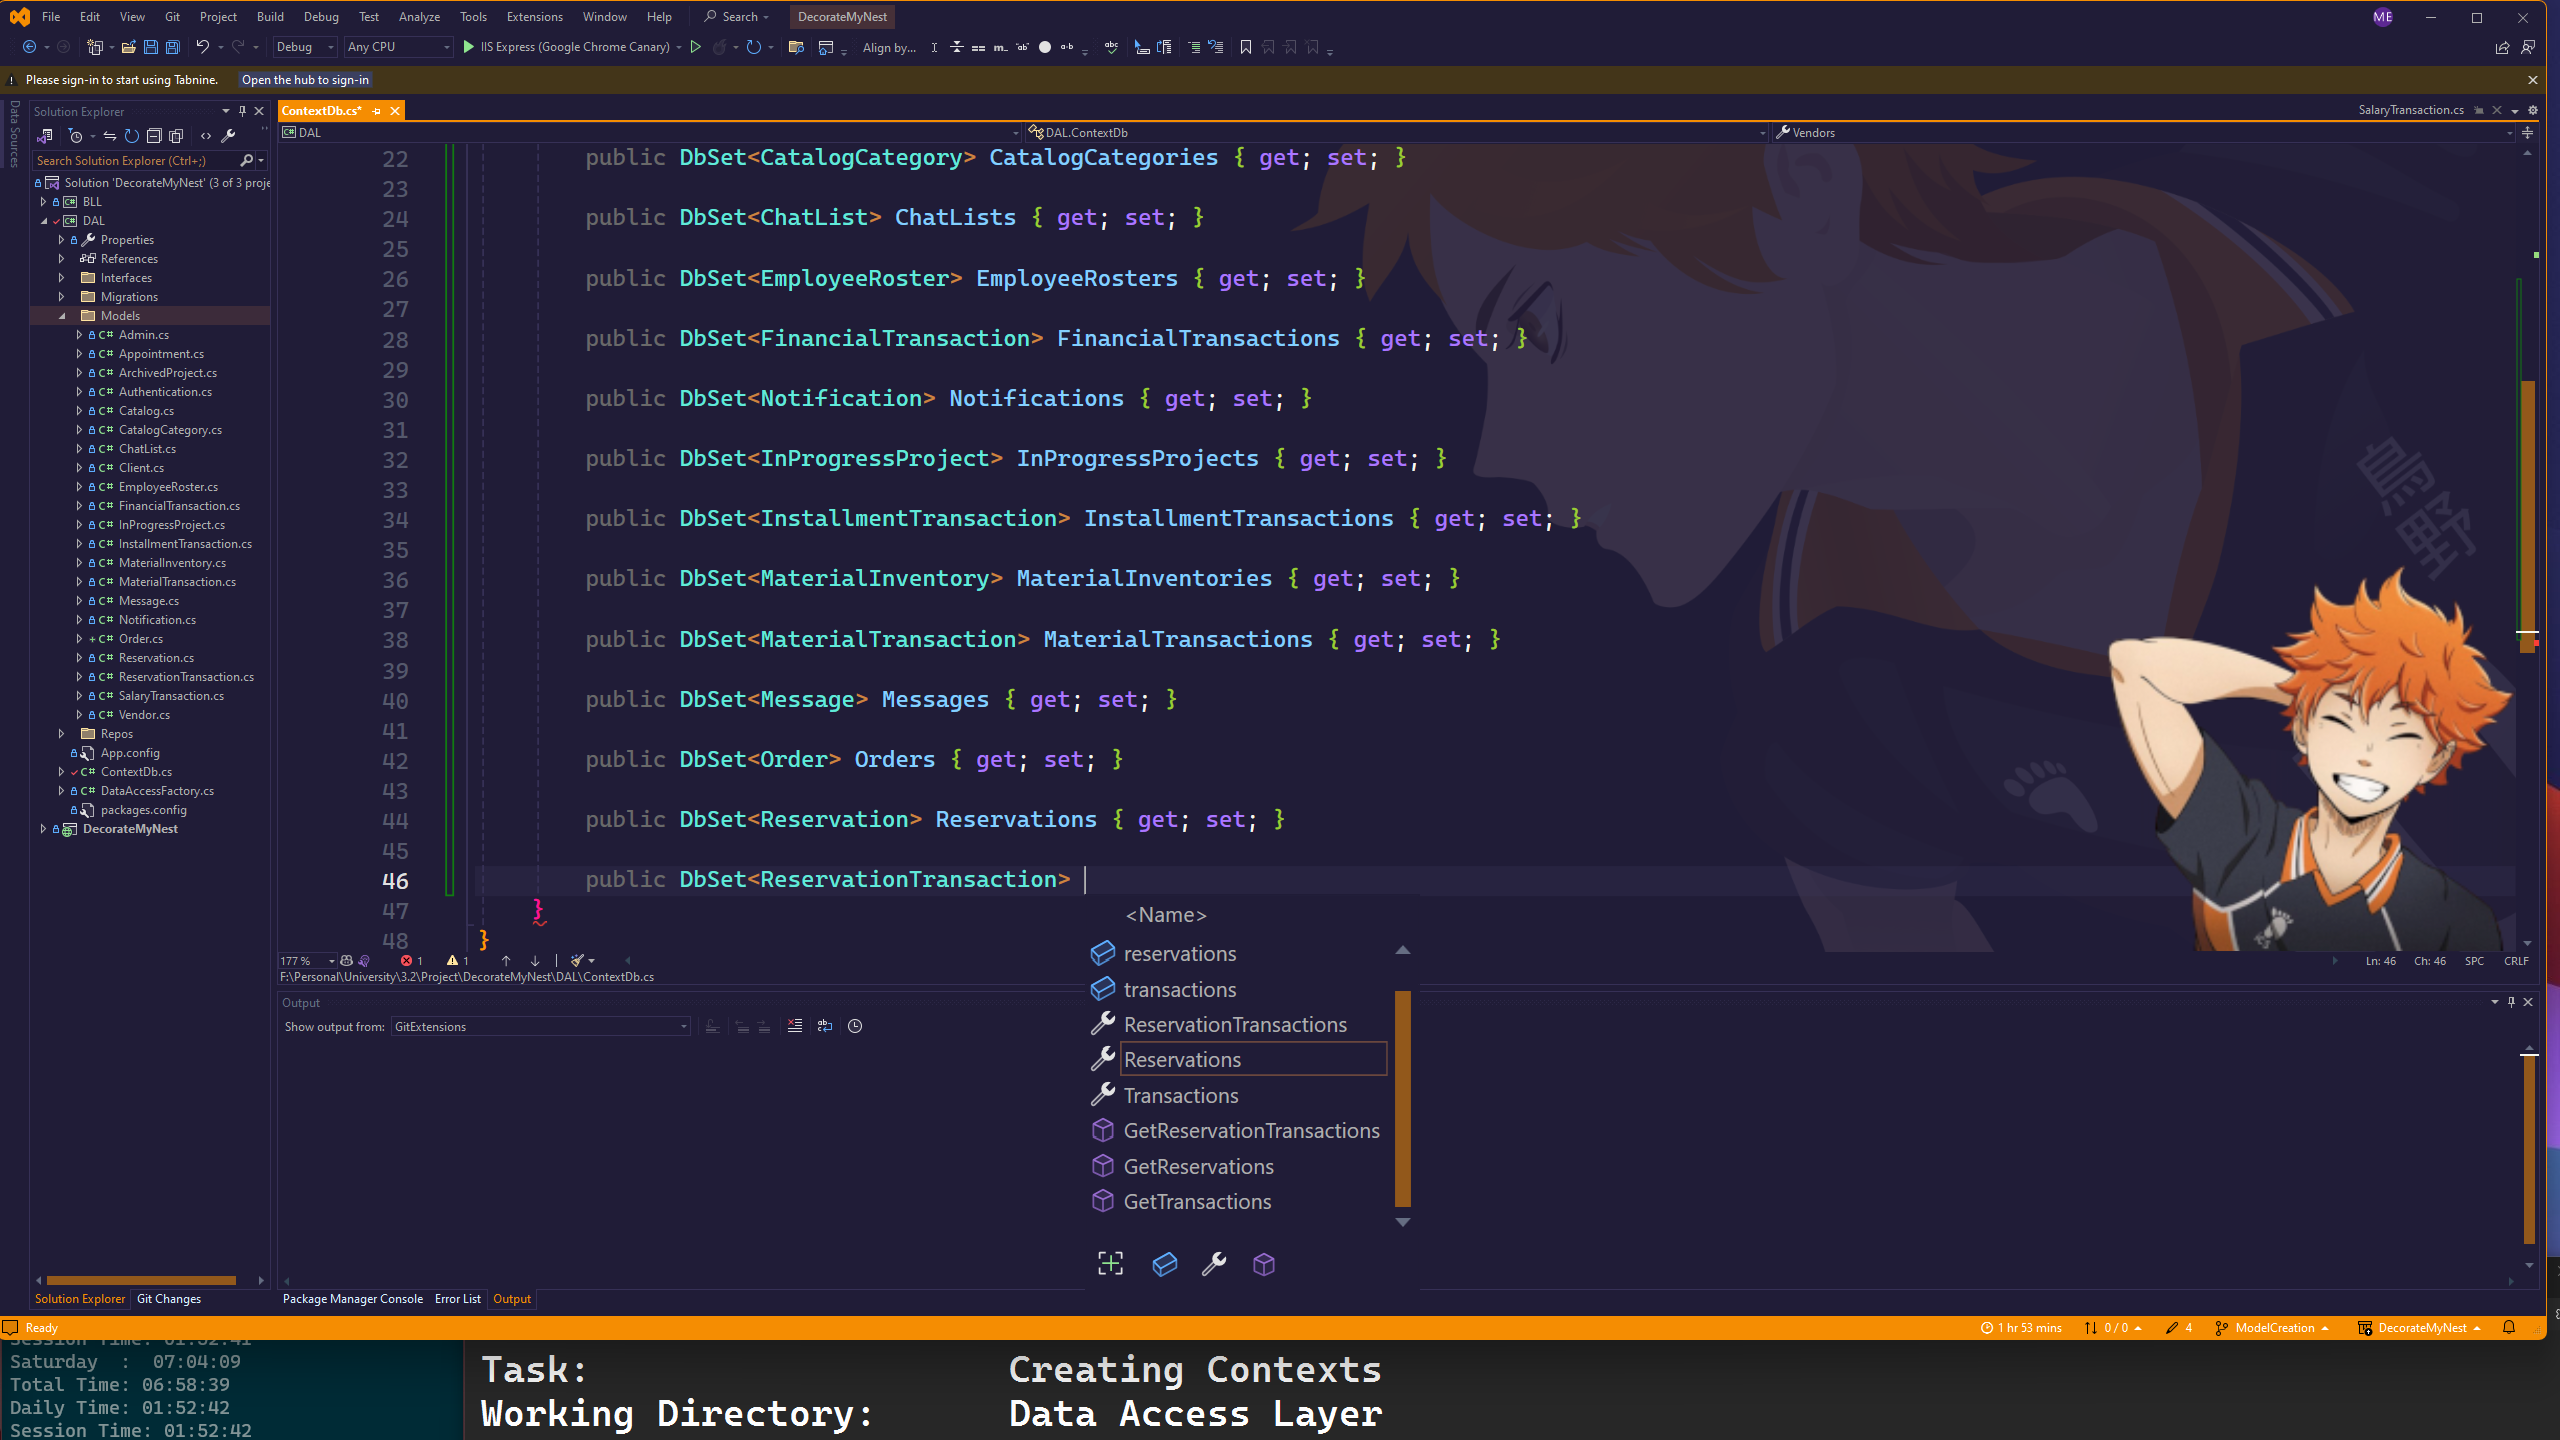 File Edit View Git Project Build Debug Test Analyze Tools Extensions Window Help Search DecorateMyNest ME
Debug Any CPU IIS Express (Google Chrome Canary) Align by...
Please sign-in to start using Tabnine. Open the hub to sign-in
Data Sources
Solution Explorer
Search Solution Explorer (Ctrl+;)
Solution 'DecorateMyNest' (3 of 3 proje
BLL
DAL
Properties
References
Interfaces
Migrations
Models
Admin.cs
Appointment.cs
ArchivedProject.cs
Authentication.cs
Catalog.cs
CatalogCategory.cs
ChatList.cs
Client.cs
EmployeeRoster.cs
FinancialTransaction.cs
InProgressProject.cs
InstallmentTransaction.cs
MaterialInventory.cs
MaterialTransaction.cs
Message.cs
Notification.cs
Order.cs
Reservation.cs
ReservationTransaction.cs
SalaryTransaction.cs
Vendor.cs
Repos
App.config
ContextDb.cs
DataAccessFactory.cs
packages.config
DecorateMyNest
Solution Explorer Git Changes
ContextDb.cs* SalaryTransaction.cs
DAL DAL.ContextDb Vendors
22 public DbSet<CatalogCategory> CatalogCategories { get; set; }
23
24 public DbSet<ChatList> ChatLists { get; set; }
25
26 public DbSet<EmployeeRoster> EmployeeRosters { get; set; }
27
28 public DbSet<FinancialTransaction> FinancialTransactions { get; set; }
29
30 public DbSet<Notification> Notifications { get; set; }
31
32 public DbSet<InProgressProject> InProgressProjects { get; set; }
33
34 public DbSet<InstallmentTransaction> InstallmentTransactions { get; set; }
35
36 public DbSet<MaterialInventory> MaterialInventories { get; set; }
37
38 public DbSet<MaterialTransaction> MaterialTransactions { get; set; }
39
40 public DbSet<Message> Messages { get; set; }
41
42 public DbSet<Order> Orders { get; set; }
43
44 public DbSet<Reservation> Reservations { get; set; }
45
46 public DbSet<ReservationTransaction>
47 }
48 }
烏野
<Name>
reservations
transactions
ReservationTransactions
Reservations
Transactions
GetReservationTransactions
GetReservations
GetTransactions
177 % 1 1 Ln: 46 Ch: 46 SPC CRLF
F:\Personal\University\3.2\Project\DecorateMyNest\DAL\ContextDb.cs
Output
Show output from: GitExtensions
Package Manager Console Error List Output
Ready 1 hr 53 mins 0 / 0 4 ModelCreation DecorateMyNest
Session Time: 01:52:41
Saturday : 07:04:09
Total Time: 06:58:39
Daily Time: 01:52:42
Session Time: 01:52:42
Task: Creating Contexts
Working Directory: Data Access Layer